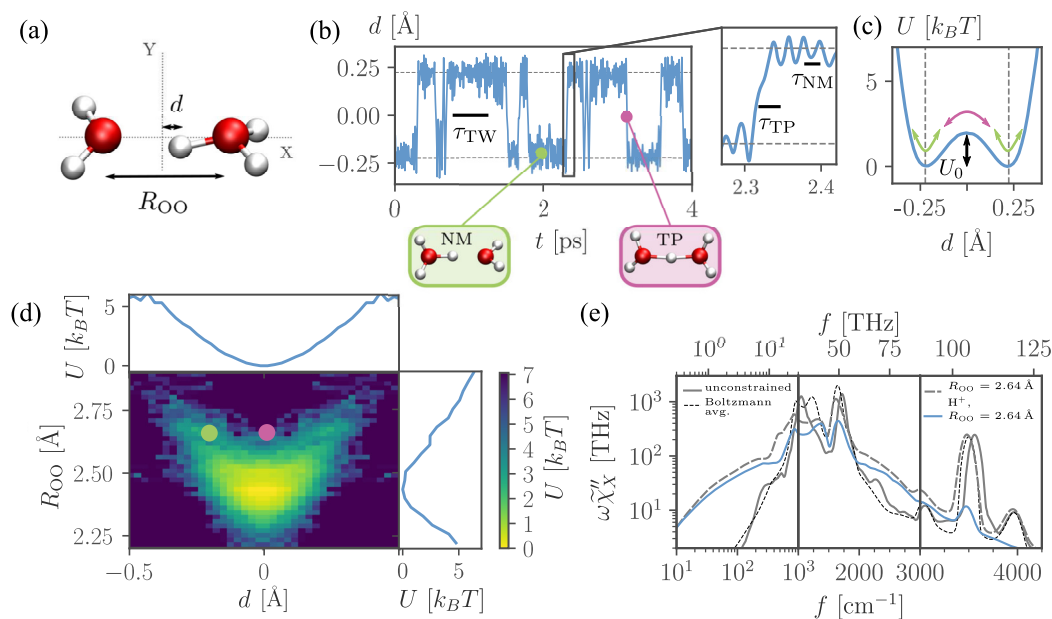 (a)
Y
d
X
R_OO
(b)
d [Å]
0.25
0.00
−0.25
τ_TW
0
2
4
t [ps]
NM
TP
τ_NM
τ_TP
2.3
2.4
(c)
U [k_BT]
5
0
U_0
-0.25
0.25
d [Å]
(d)
U [k_BT]
5
0
R_OO [Å]
2.75
2.50
2.25
−0.5
0
d [Å]
0
5
U [k_BT]
7
6
5
4
3
2
1
0
U [k_BT]
(e)
f [THz]
10^0
10^1
50
75
100
125
unconstrained
Boltzmann
avg.
R_OO = 2.64 Å
H⁺,
R_OO = 2.64 Å
ωχ̃″_X [THz]
10^3
10^2
10^1
10^1
10^2
10^3
2000
3000
4000
f [cm⁻¹]